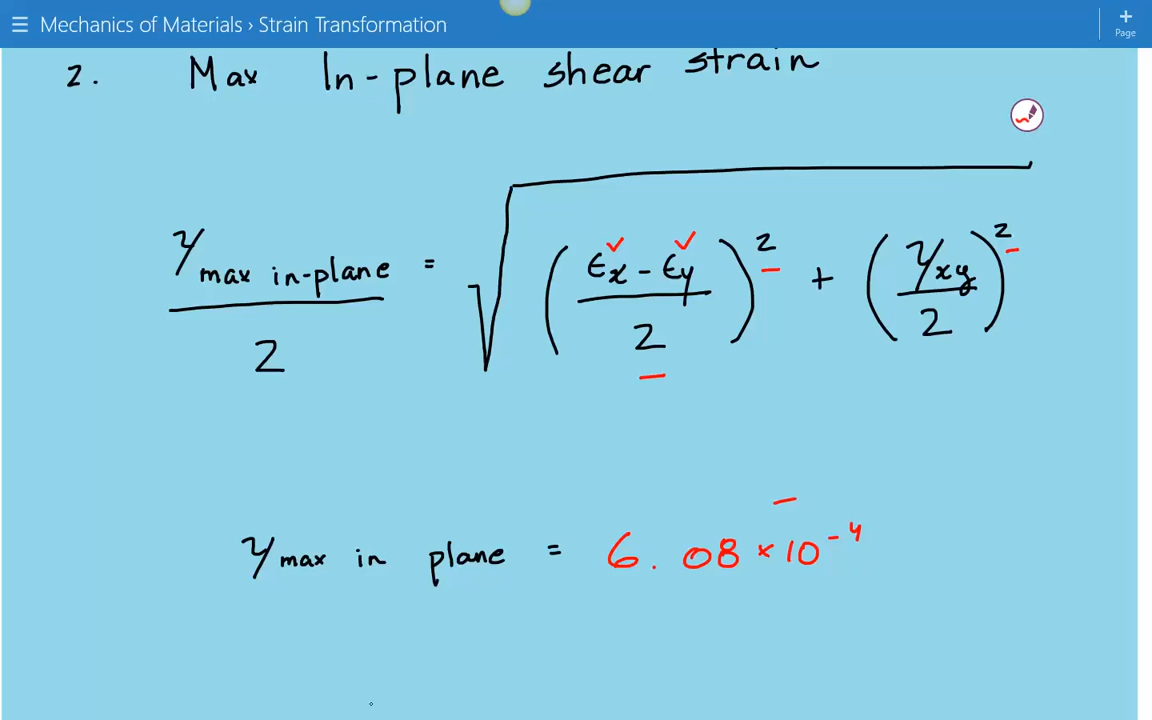 Mechanics of Materials › Strain Transformation
Page
2. Max In-plane shear strain
γmax in-plane / 2 = √(((εx - εy) / 2)² + (γxy / 2)²)
γmax in plane = 6.08 × 10⁻⁴